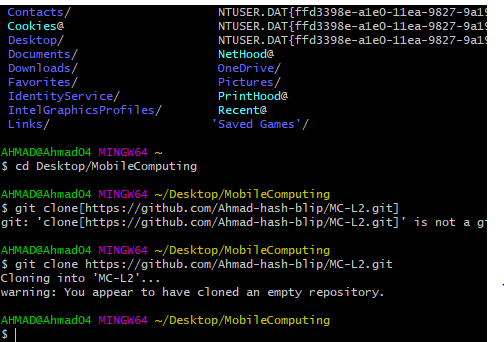 Contacts/ NTUSER.DAT{ffd3398e-a1e0-11ea-9827-9a19
Cookies@ NTUSER.DAT{ffd3398e-a1e0-11ea-9827-9a19
Desktop/ NTUSER.DAT{ffd3398e-a1e0-11ea-9827-9a19
Documents/ NetHood@
Downloads/ OneDrive/
Favorites/ Pictures/
IdentityService/ PrintHood@
IntelGraphicsProfiles/ Recent@
Links/ 'Saved Games'/
AHMAD@Ahmad04 MINGW64 ~
$ cd Desktop/MobileComputing
AHMAD@Ahmad04 MINGW64 ~/Desktop/MobileComputing
$ git clone[https://github.com/Ahmad-hash-blip/MC-L2.git]
git: 'clone[https://github.com/Ahmad-hash-blip/MC-L2.git]' is not a gi
AHMAD@Ahmad04 MINGW64 ~/Desktop/MobileComputing
$ git clone https://github.com/Ahmad-hash-blip/MC-L2.git
Cloning into 'MC-L2'...
warning: You appear to have cloned an empty repository.
AHMAD@Ahmad04 MINGW64 ~/Desktop/MobileComputing
$